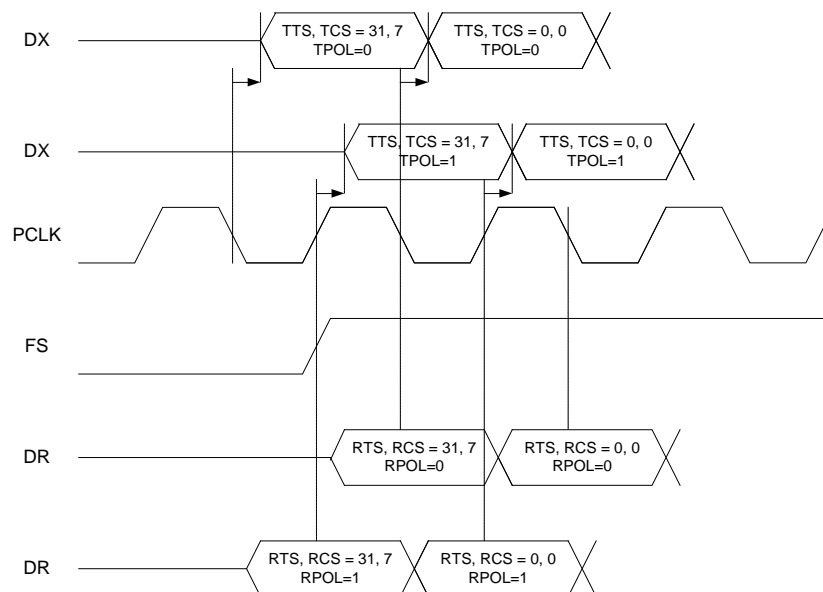 DX
TTS, TCS = 31, 7
TPOL=0
TTS, TCS = 0, 0
TPOL=0
DX
TTS, TCS = 31, 7
TPOL=1
TTS, TCS = 0, 0
TPOL=1
PCLK
FS
DR
RTS, RCS = 31, 7
RPOL=0
RTS, RCS = 0, 0
RPOL=0
DR
RTS, RCS = 31, 7
RPOL=1
RTS, RCS = 0, 0
RPOL=1